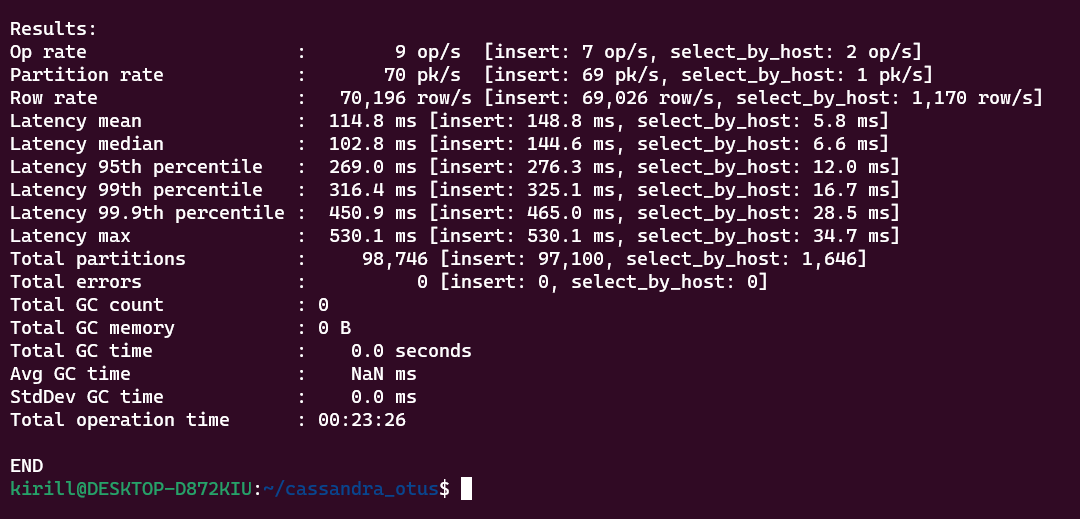 Results:
Op rate                   :        9 op/s  [insert: 7 op/s, select_by_host: 2 op/s]
Partition rate            :       70 pk/s  [insert: 69 pk/s, select_by_host: 1 pk/s]
Row rate                  :   70,196 row/s [insert: 69,026 row/s, select_by_host: 1,170 row/s]
Latency mean              :  114.8 ms [insert: 148.8 ms, select_by_host: 5.8 ms]
Latency median            :  102.8 ms [insert: 144.6 ms, select_by_host: 6.6 ms]
Latency 95th percentile   :  269.0 ms [insert: 276.3 ms, select_by_host: 12.0 ms]
Latency 99th percentile   :  316.4 ms [insert: 325.1 ms, select_by_host: 16.7 ms]
Latency 99.9th percentile :  450.9 ms [insert: 465.0 ms, select_by_host: 28.5 ms]
Latency max               :  530.1 ms [insert: 530.1 ms, select_by_host: 34.7 ms]
Total partitions          :     98,746 [insert: 97,100, select_by_host: 1,646]
Total errors              :          0 [insert: 0, select_by_host: 0]
Total GC count            : 0
Total GC memory           : 0 B
Total GC time             :    0.0 seconds
Avg GC time               :    NaN ms
StdDev GC time            :    0.0 ms
Total operation time      : 00:23:26
END
kirill@DESKTOP-D872KIU:~/cassandra_otus$